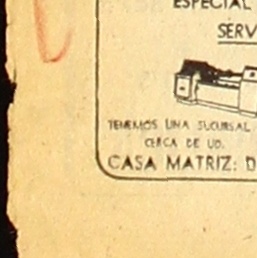 ESPECIAL
SERV
TENEMOS UNA SUCURSAL
CERCA DE UD.
CASA MATRIZ: D